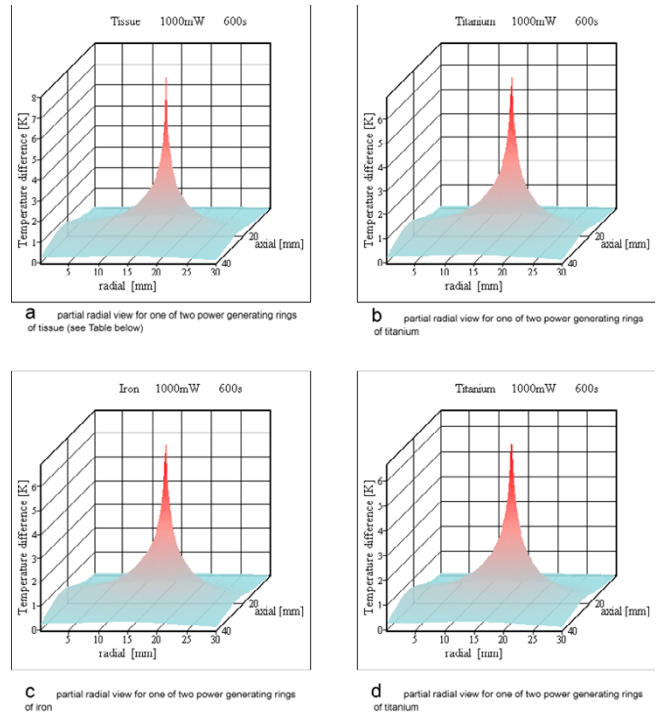 Tissue 1000mW 600s
Temperature difference [K]
8
7
6
5
4
3
2
1
0
5 10 15 20 25 30
radial [mm]
20
40
axial [mm]
a partial radial view for one of two power generating rings
of tissue (see Table below)
Titanium 1000mW 600s
Temperature difference [K]
6
5
4
3
2
1
0
5 10 15 20 25 30
radial [mm]
20
40
axial [mm]
b partial radial view for one of two power generating rings
of titanium
Iron 1000mW 600s
Temperature difference [K]
6
5
4
3
2
1
0
5 10 15 20 25 30
radial [mm]
20
40
axial [mm]
c partial radial view for one of two power generating rings
of iron
Titanium 1000mW 600s
Temperature difference [K]
6
5
4
3
2
1
0
5 10 15 20 25 30
radial [mm]
20
40
axial [mm]
d partial radial view for one of two power generating rings
of titanium